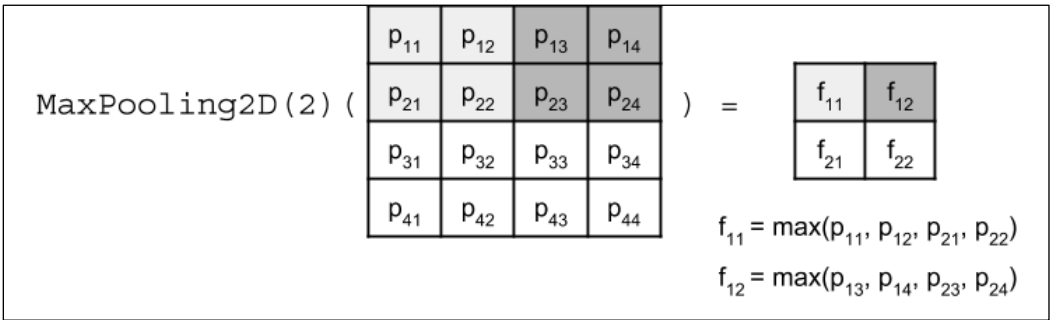 p₁₁ p₁₂ p₁₃ p₁₄
MaxPooling2D(2)( p₂₁ p₂₂ p₂₃ p₂₄ ) = f₁₁ f₁₂
p₃₁ p₃₂ p₃₃ p₃₄ f₂₁ f₂₂
p₄₁ p₄₂ p₄₃ p₄₄
f₁₁ = max(p₁₁, p₁₂, p₂₁, p₂₂)
f₁₂ = max(p₁₃, p₁₄, p₂₃, p₂₄)